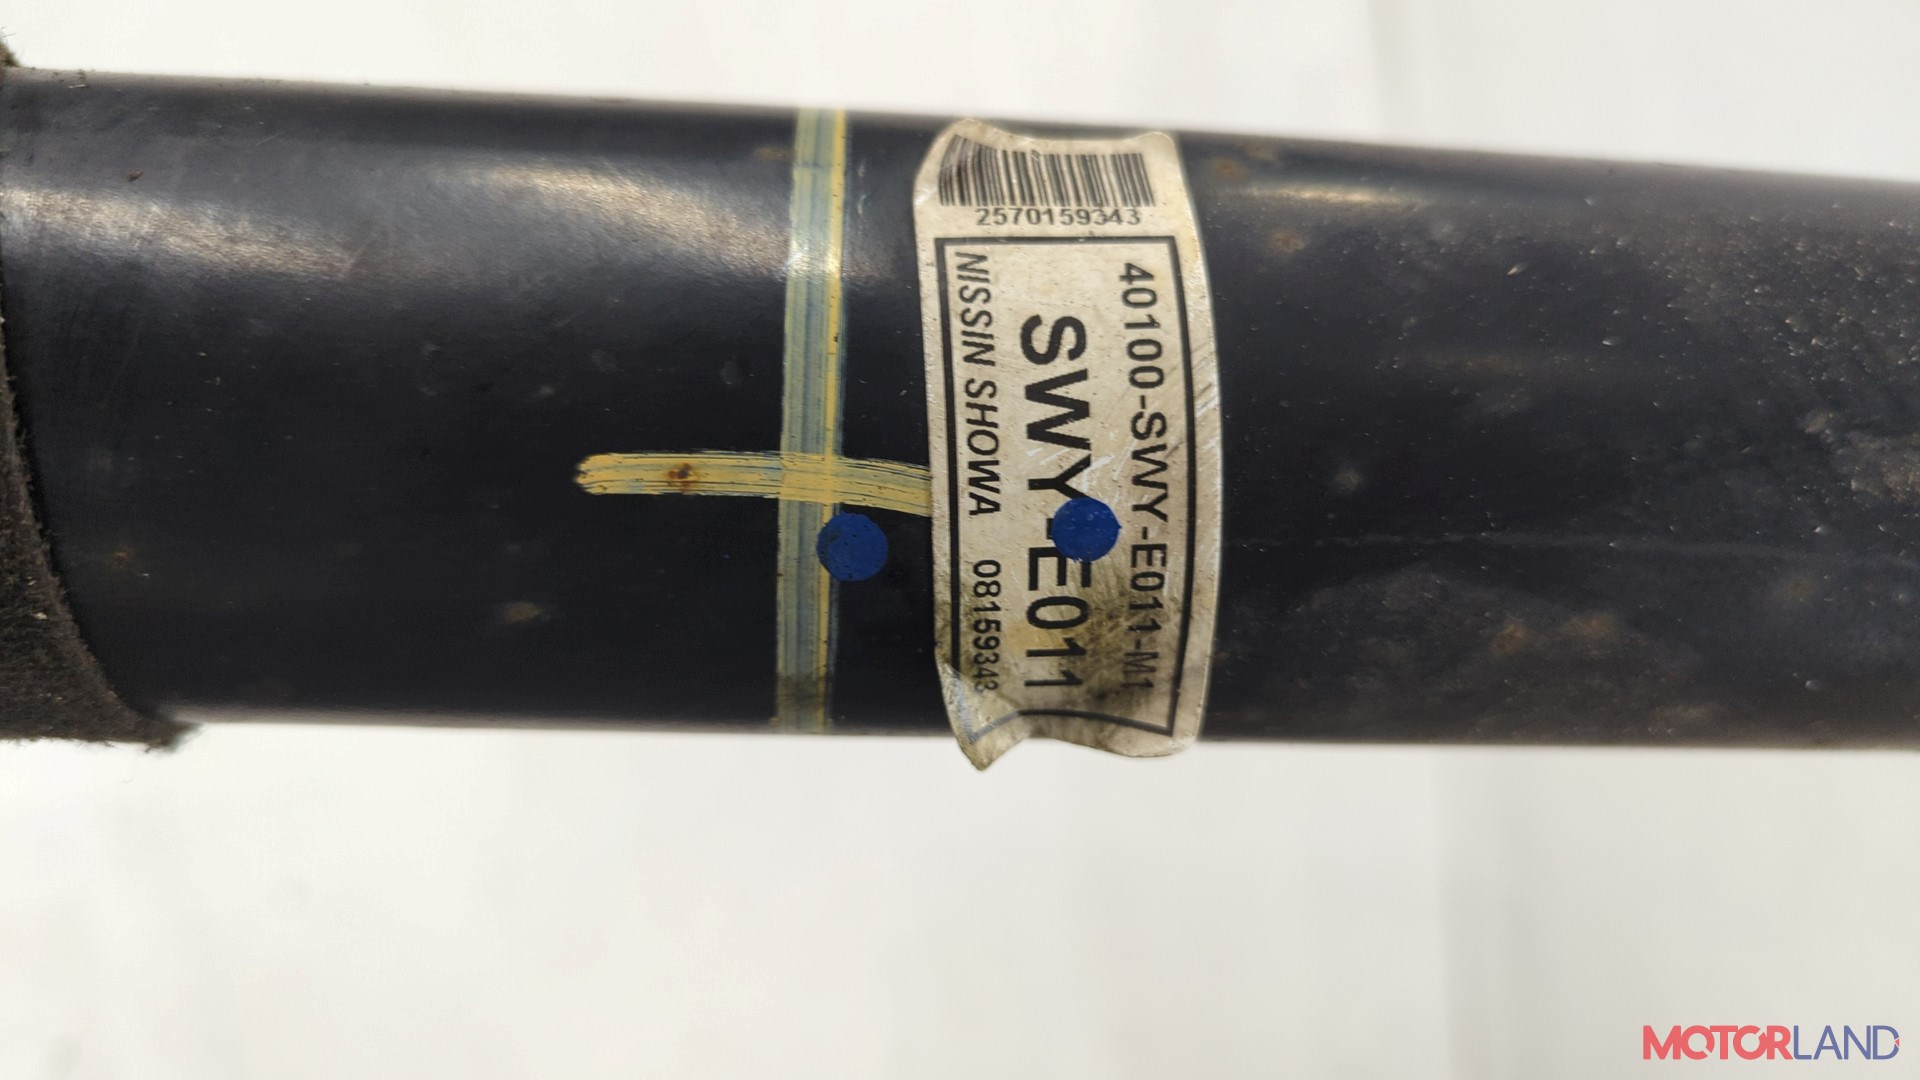 2570159343
40100-SWY-E011-M1
SWY-E011
NISSIN SHOWA 08159343
MOTORLAND